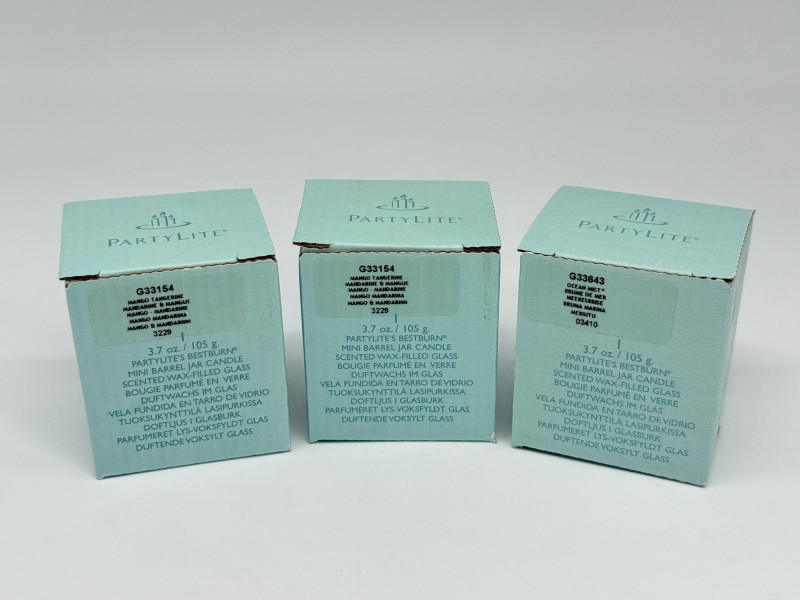 PARTYLITE®
G33154
MANGO TANGERINE
MANDARINE & MANGUE
MANGO - MANDARINE
MANGO MANDARINA
MANGO & MANDARIINI
3229
3.7 oz. / 105 g.
PARTYLITE'S BESTBURN®
MINI BARREL JAR CANDLE
SCENTED WAX-FILLED GLASS
BOUGIE PARFUMÉ EN VERRE
DUFTWACHS IM GLAS
VELA FUNDIDA EN TARRO DE VIDRIO
TUOKSUKYNTTILÄ LASIPURKISSA
DOFTLJUS I GLASBURK
PARFUMERET LYS-VOKSFYLDT GLAS
DUFTENDE VOKSYLT GLASS
PARTYLITE®
G33154
MANGO TANGERINE
MANDARINE & MANGUE
MANGO - MANDARINE
MANGO MANDARINA
MANGO & MANDARIINI
3229
3.7 oz. / 105 g.
PARTYLITE'S BESTBURN®
MINI BARREL JAR CANDLE
SCENTED WAX-FILLED GLASS
BOUGIE PARFUMÉ EN VERRE
DUFTWACHS IM GLAS
VELA FUNDIDA EN TARRO DE VIDRIO
TUOKSUKYNTTILÄ LASIPURKISSA
DOFTLJUS I GLASBURK
PARFUMERET LYS-VOKSFYLDT GLAS
DUFTENDE VOKSYLT GLASS
PARTYLITE®
G33643
OCEAN MIST*
BRUME DE MER
MEERESBRISE
BRUMA MARINA
MERIUTU
03410
3.7 oz. / 105 g.
PARTYLITE'S BESTBURN®
MINI BARREL JAR CANDLE
SCENTED WAX-FILLED GLASS
BOUGIE PARFUMÉ EN VERRE
DUFTWACHS IM GLAS
VELA FUNDIDA EN TARRO DE VIDRIO
TUOKSUKYNTTILÄ LASIPURKISSA
DOFTLJUS I GLASBURK
PARFUMERET LYS-VOKSFYLDT GLAS
DUFTENDE VOKSYLT GLASS